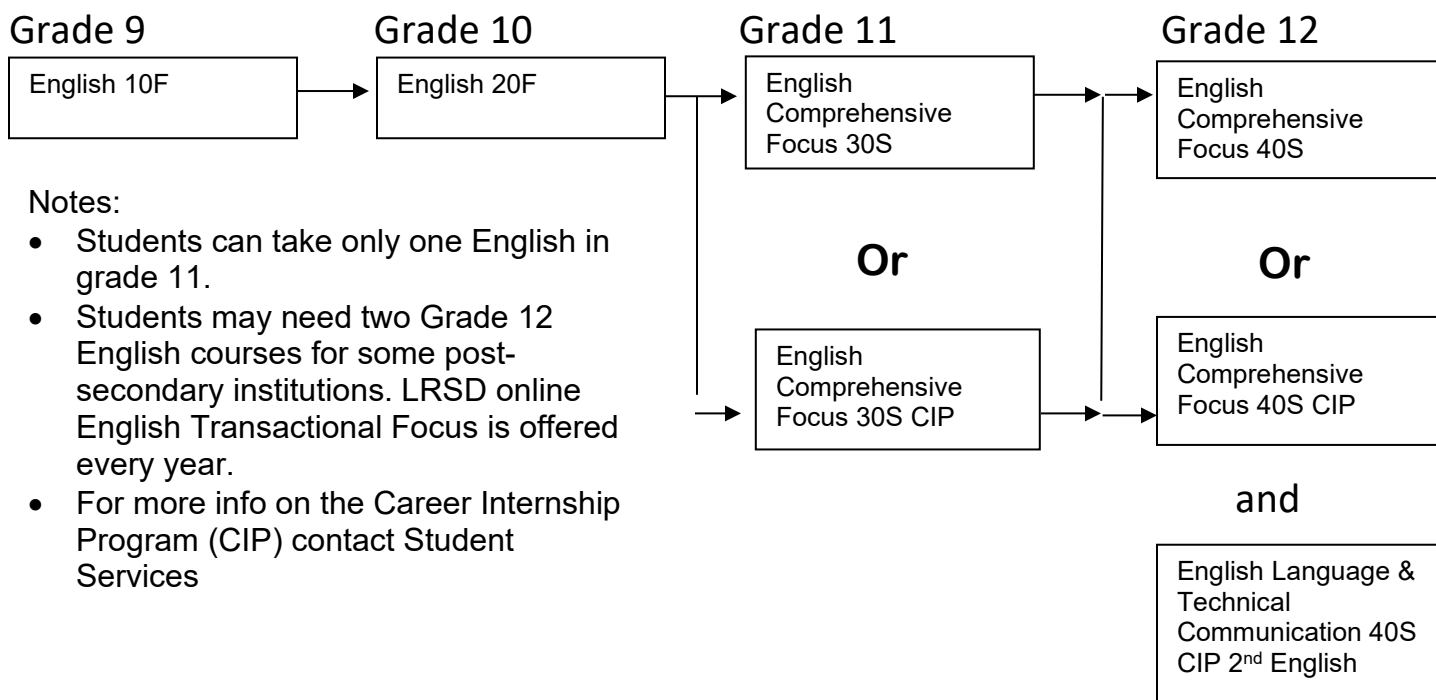 Grade 9
Grade 10
Grade 11
Grade 12
English 10F
English 20F
English
Comprehensive
Focus 30S
English
Comprehensive
Focus 40S
Notes:
• Students can take only one English in
grade 11.
• Students may need two Grade 12
English courses for some post-
secondary institutions. LRSD online
English Transactional Focus is offered
every year.
• For more info on the Career Internship
Program (CIP) contact Student
Services
Or
Or
English
Comprehensive
Focus 30S CIP
English
Comprehensive
Focus 40S CIP
and
English Language &
Technical
Communication 40S
CIP 2nd English